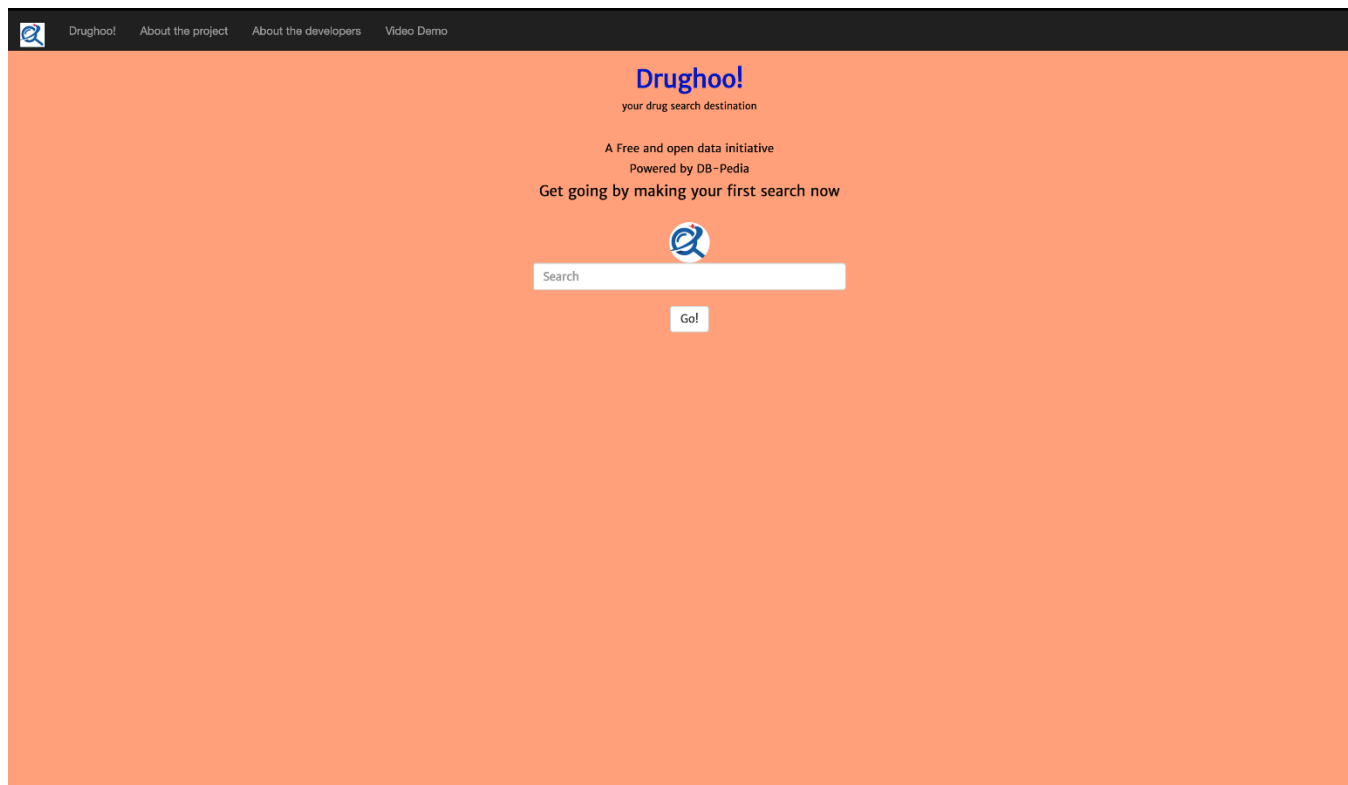 Drughoo! About the project About the developers Video Demo
Drughoo!
your drug search destination
A Free and open data initiative
Powered by DB-Pedia
Get going by making your first search now
Search
Go!